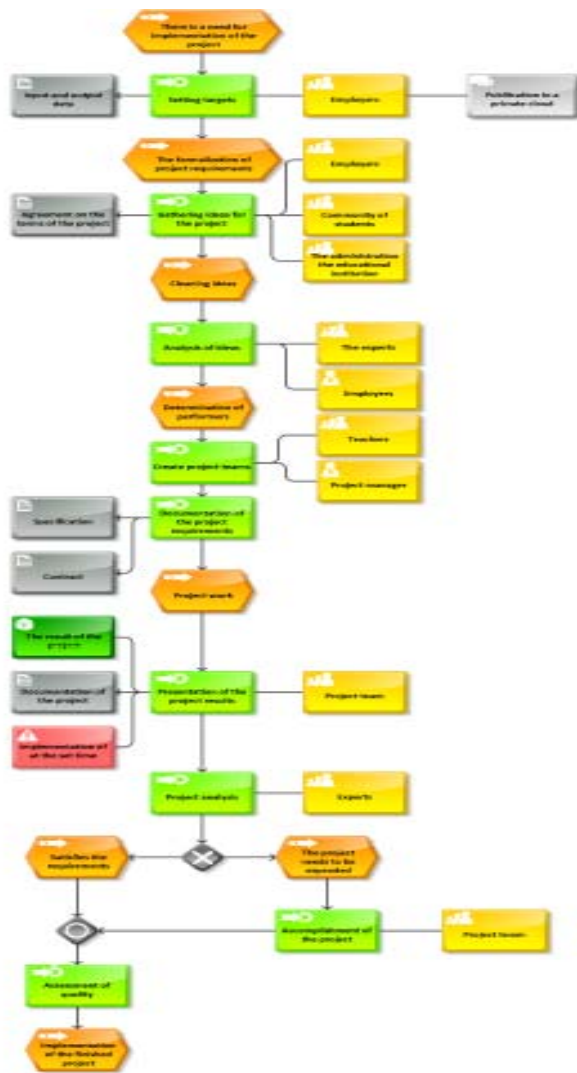 There is a need for
implementation of the
project
Input and output
data
Setting targets
Employers
Publication in a
private cloud
The formalization of
project requirements
Employers
Agreement on the
terms of the project
Gathering ideas for
the project
Community of
students
The administration
the educational
institution
Clearing ideas
Analysis of ideas
The experts
Employees
Determination of
performers
Teachers
Create project teams
Project manager
Specification
Documentation of
the project
requirements
Contract
Project work
The result of the
project
Documentation of
the project
Presentation of the
project results
Project team
Implementation of
at the set time
Project analysis
Experts
Satisfies the
requirements
The project
needs to be
expanded
Accomplishment of
the project
Project team
Assessment of
quality
Implementation
of the finished
project